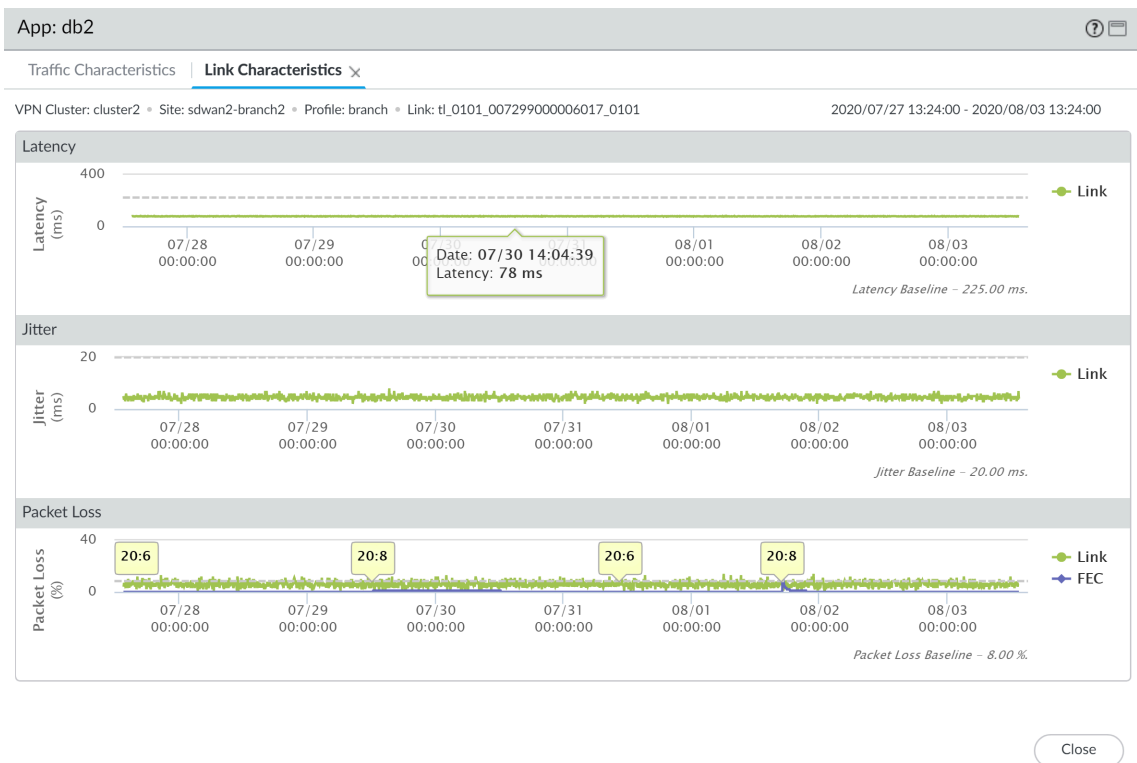 App: db2
?
Traffic Characteristics | Link Characteristics ×
VPN Cluster: cluster2 • Site: sdwan2-branch2 • Profile: branch • Link: tl_0101_007299000006017_0101 2020/07/27 13:24:00 - 2020/08/03 13:24:00
Latency
400
0
Latency
(ms)
Link
07/28 07/29 07/30 07/31 08/01 08/02 08/03
00:00:00 00:00:00 00:00:00 00:00:00 00:00:00 00:00:00
Date: 07/30 14:04:39
Latency: 78 ms
Latency Baseline – 225.00 ms.
Jitter
20
0
Jitter
(ms)
Link
07/28 07/29 07/30 07/31 08/01 08/02 08/03
00:00:00 00:00:00 00:00:00 00:00:00 00:00:00 00:00:00 00:00:00
Jitter Baseline – 20.00 ms.
Packet Loss
40
0
Packet Loss
(%)
20:6 20:8 20:6 20:8
Link
FEC
07/28 07/29 07/30 07/31 08/01 08/02 08/03
00:00:00 00:00:00 00:00:00 00:00:00 00:00:00 00:00:00 00:00:00
Packet Loss Baseline – 8.00 %.
Close